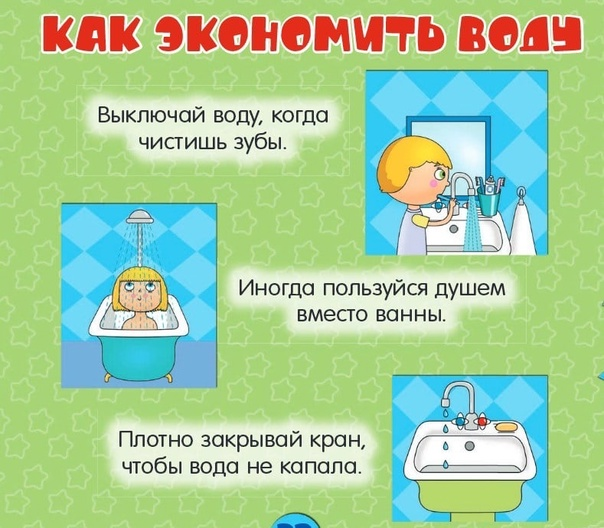 КАК ЭКОНОМИТЬ ВОДУ
Выключай воду, когда
чистишь зубы.
Иногда пользуйся душем
вместо ванны.
Плотно закрывай кран,
чтобы вода не капала.